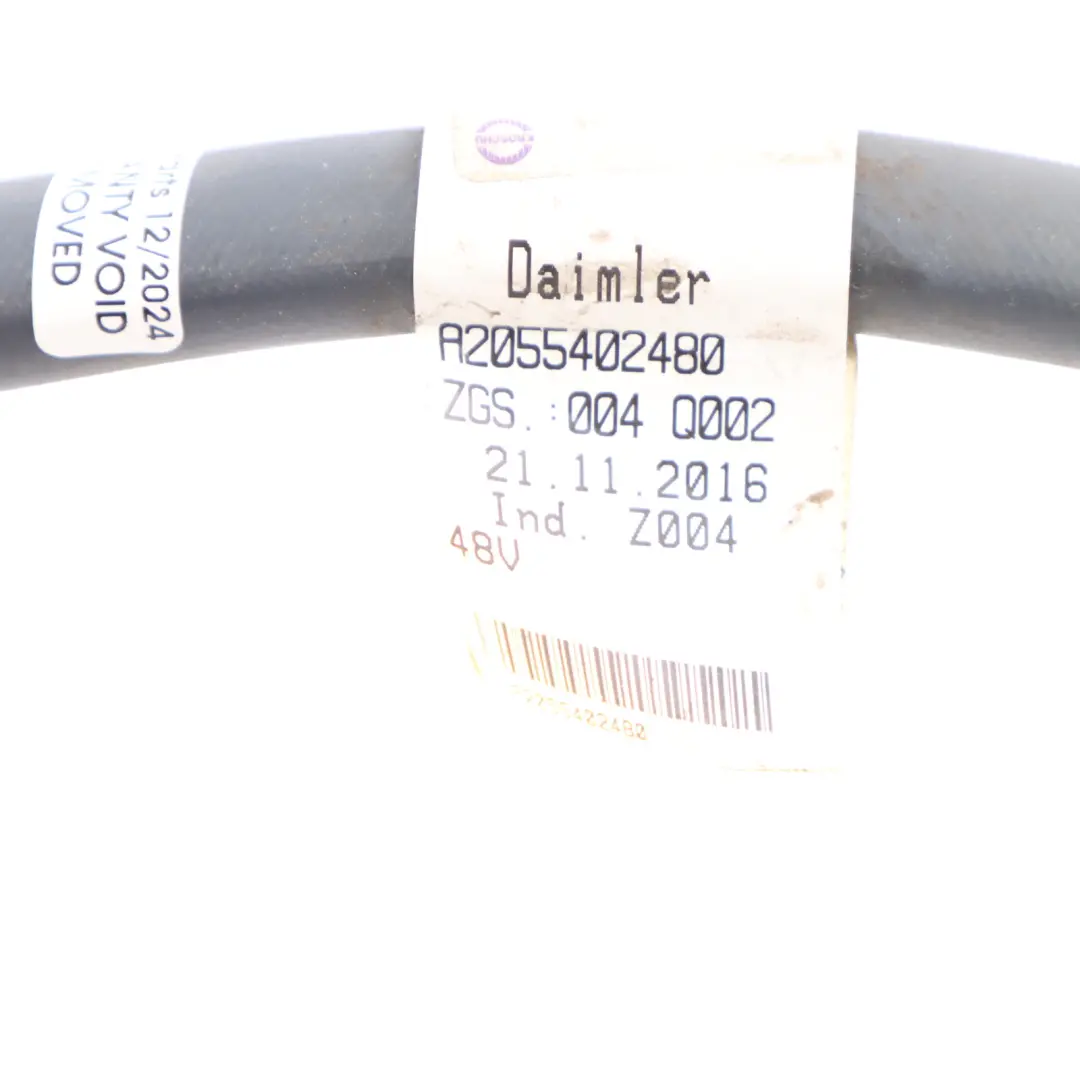 12/2024
VOID
MOVED
Daimler
A2055402480
ZGS.:004 Q002
21.11.2016
Ind. Z004
48V